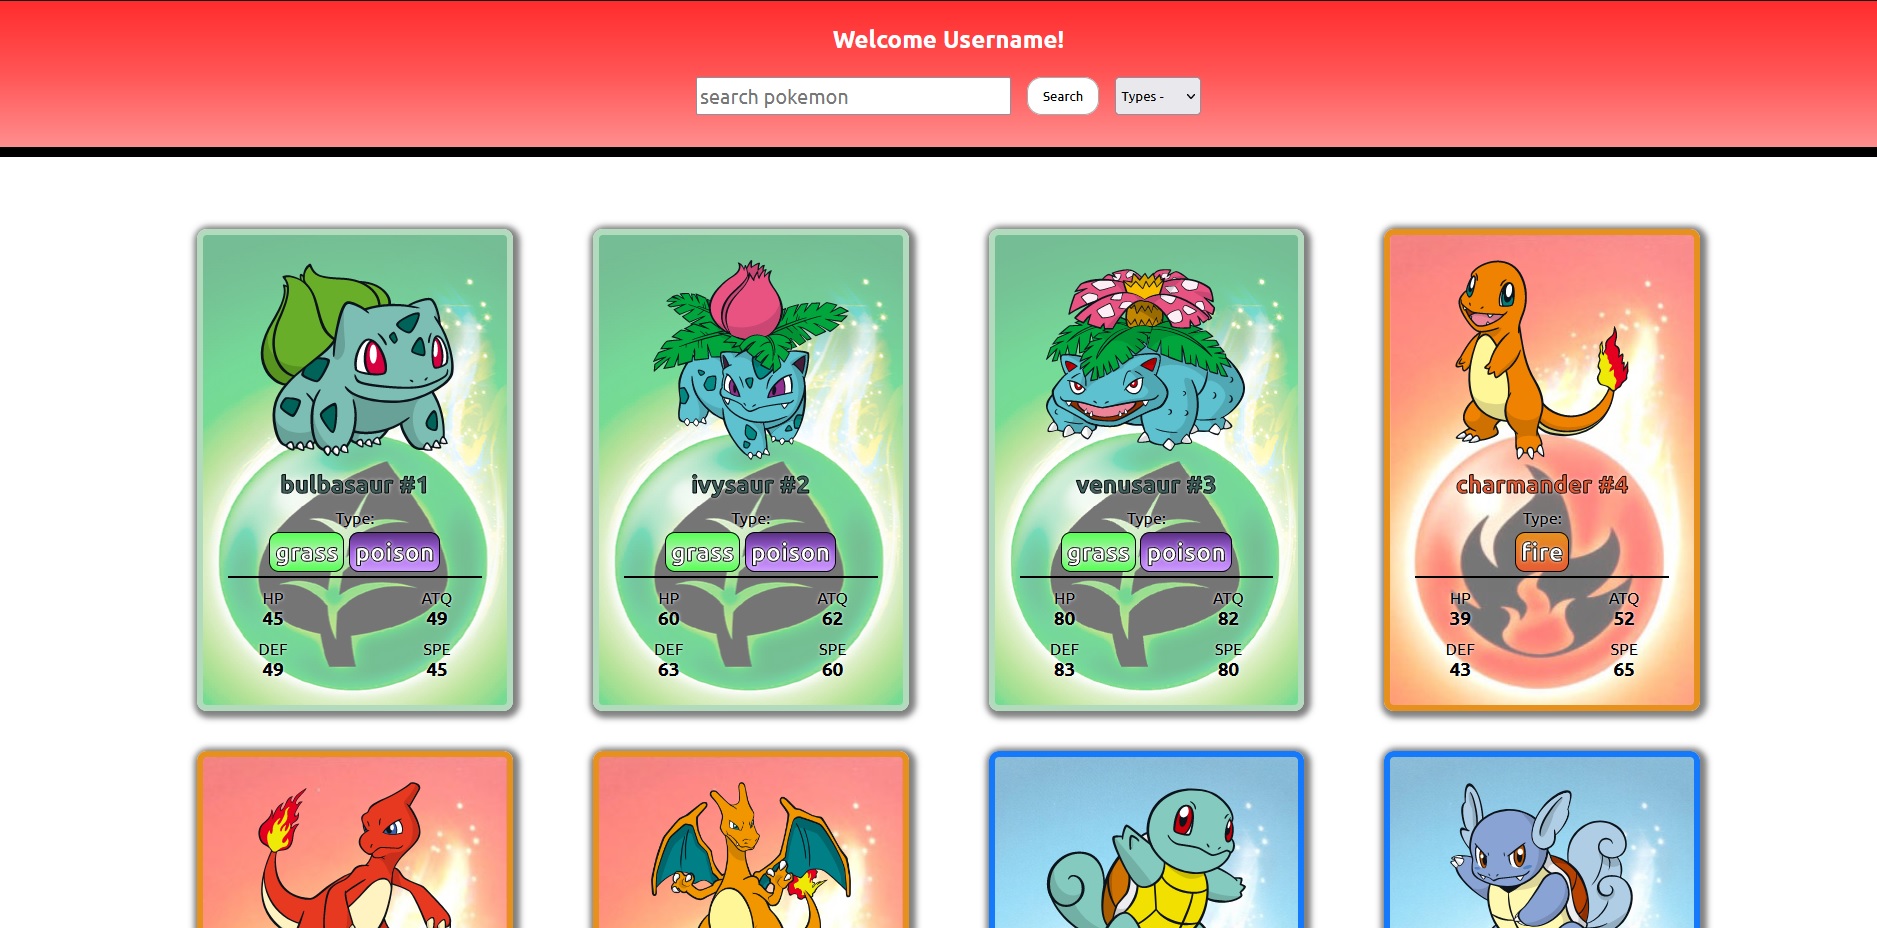 Welcome Username!
search pokemon
Search
Types -
bulbasaur #1
Type:
grass poison
HP ATQ
45 49
DEF SPE
49 45
ivysaur #2
Type:
grass poison
HP ATQ
60 62
DEF SPE
63 60
venusaur #3
Type:
grass poison
HP ATQ
80 82
DEF SPE
83 80
charmander #4
Type:
fire
HP ATQ
39 52
DEF SPE
43 65